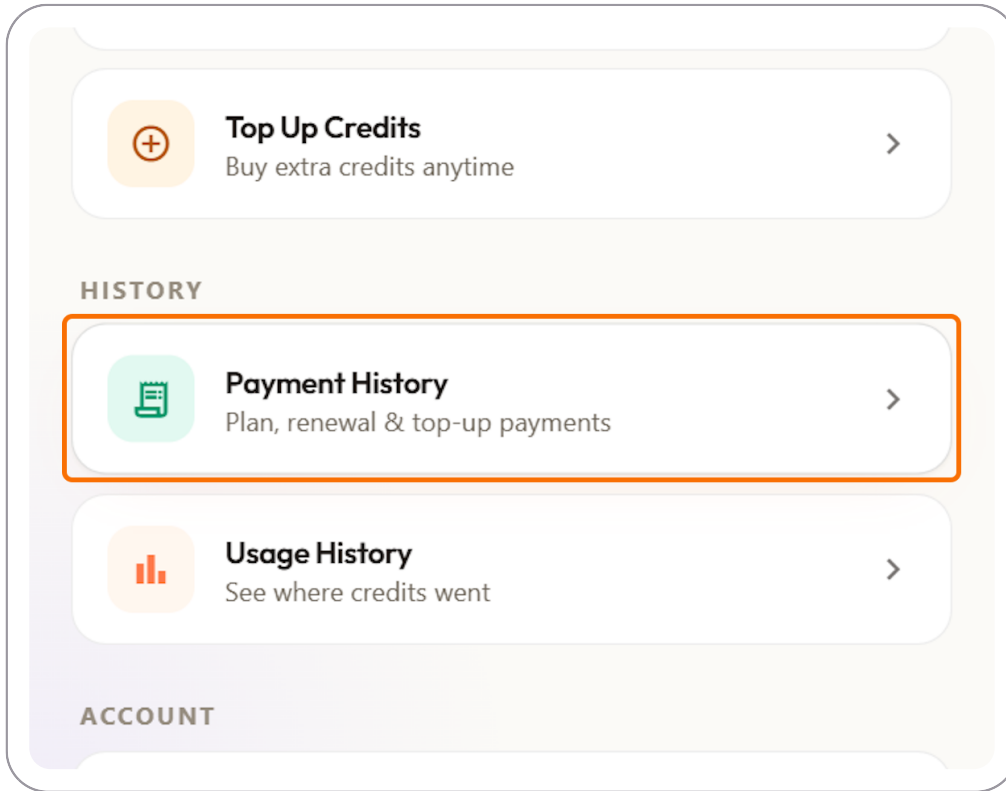 Top Up Credits
Buy extra credits anytime
HISTORY
Payment History
Plan, renewal & top-up payments
Usage History
See where credits went
ACCOUNT